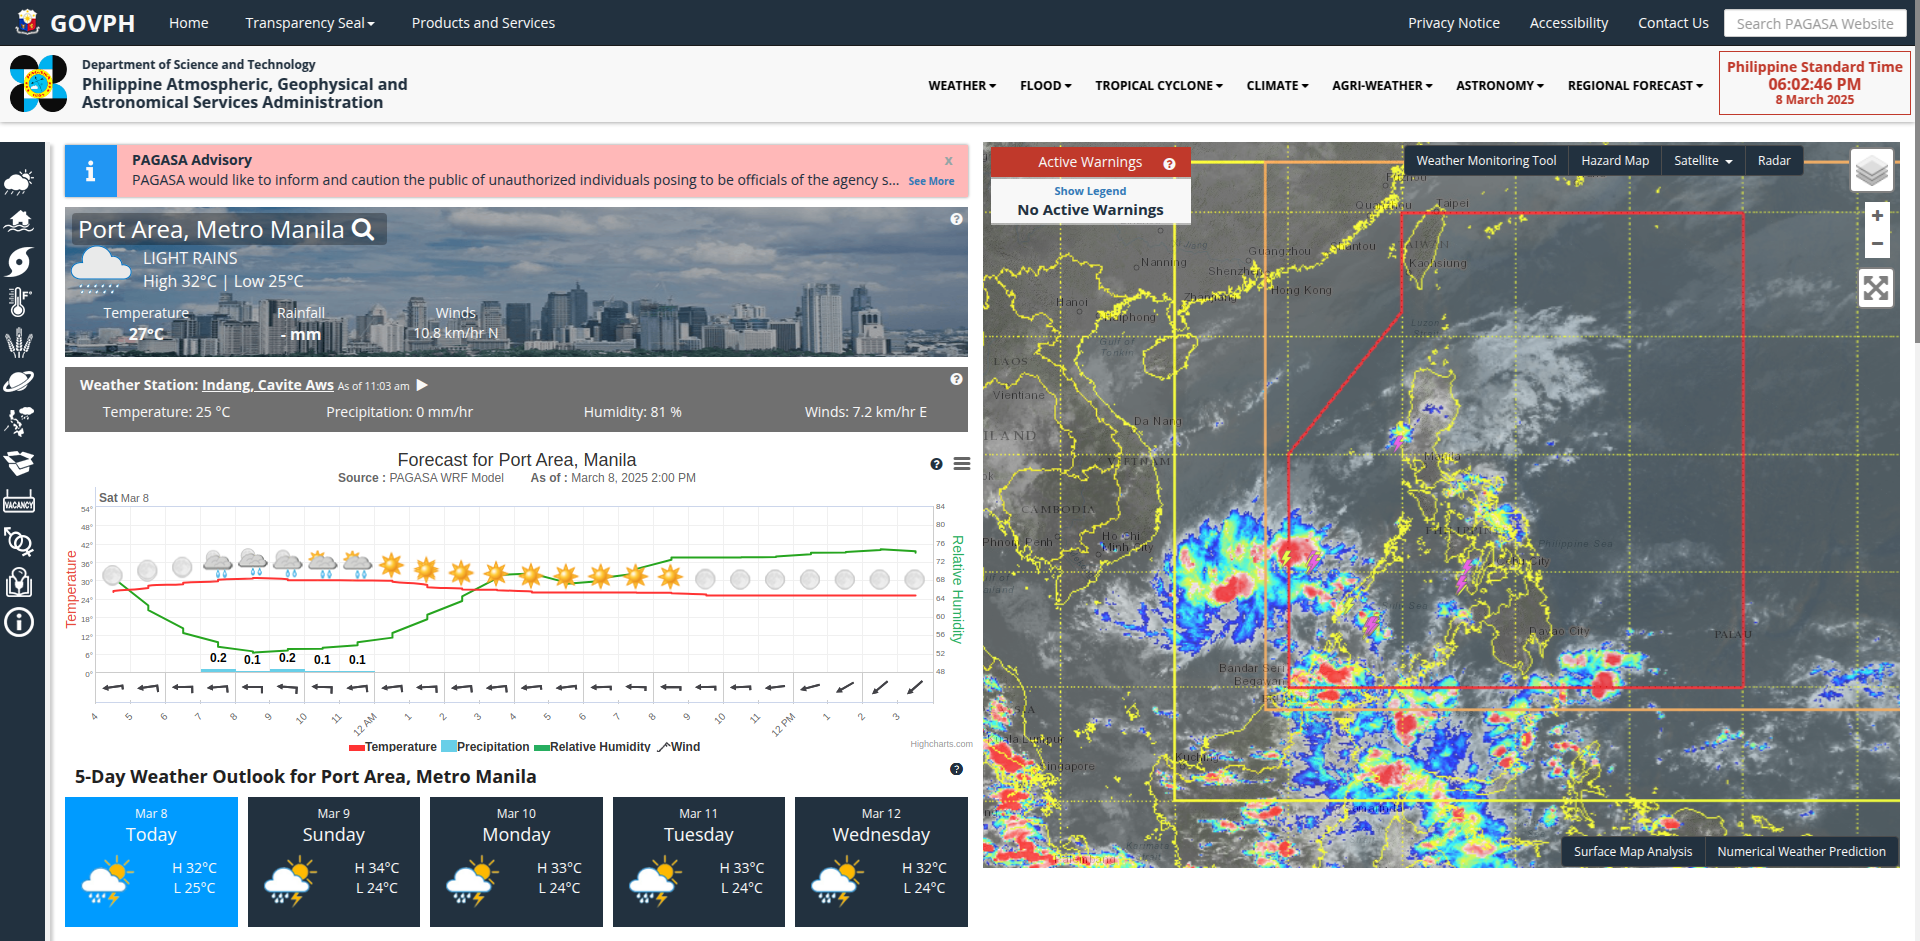 GOVPH
Home
Transparency Seal
Products and Services
Privacy Notice
Accessibility
Contact Us
Search PAGASA Website
Department of Science and Technology
Philippine Atmospheric, Geophysical and
Astronomical Services Administration
WEATHER
FLOOD
TROPICAL CYCLONE
CLIMATE
AGRI-WEATHER
ASTRONOMY
REGIONAL FORECAST
Philippine Standard Time
06:02:46 PM
8 March 2025
PAGASA Advisory
x
PAGASA would like to inform and caution the public of unauthorized individuals posing to be officials of the agency s... See More
Port Area, Metro Manila
LIGHT RAINS
High 32°C | Low 25°C
Temperature
27°C
Rainfall
- mm
Winds
10.8 km/hr N
Weather Station: Indang, Cavite Aws As of 11:03 am
Temperature: 25 °C
Precipitation: 0 mm/hr
Humidity: 81 %
Winds: 7.2 km/hr E
Forecast for Port Area, Manila
Source : PAGASA WRF Model As of : March 8, 2025 2:00 PM
Sat Mar 8
Temperature
54°
48°
42°
36°
30°
24°
18°
12°
6°
0°
84
80
76
72
68
64
60
56
52
48
Relative Humidity
0.2
0.1
0.2
0.1
0.1
4 5 6 7 8 9 10 11 12 AM 1 2 3 4 5 6 7 8 9 10 11 12 PM 1 2 3
Temperature Precipitation Relative Humidity Wind
Highcharts.com
5-Day Weather Outlook for Port Area, Metro Manila
Mar 8
Today
H 32°C
L 25°C
Mar 9
Sunday
H 34°C
L 24°C
Mar 10
Monday
H 33°C
L 24°C
Mar 11
Tuesday
H 33°C
L 24°C
Mar 12
Wednesday
H 32°C
L 24°C
VACANCY
Active Warnings
Show Legend
No Active Warnings
Weather Monitoring Tool
Hazard Map
Satellite
Radar
+
−
Taipei
Guangzhou
Shantou
Kaohsiung
Nanning
Shenzhen
Hong Kong
Hanoi
Zhanjiang
Haiphong
Gulf of
Tonkin
Luzon
LAOS
Vientiane
Da Nang
VIETNAM
Manila
CAMBODIA
Phnom Penh
Ho Chi
Minh City
Philippine Sea
Davao City
PALAU
Bandar Seri
Begawan
Kuala Lumpur
Singapore
Kuching
Samarinda
Palembang
Surface Map Analysis
Numerical Weather Prediction